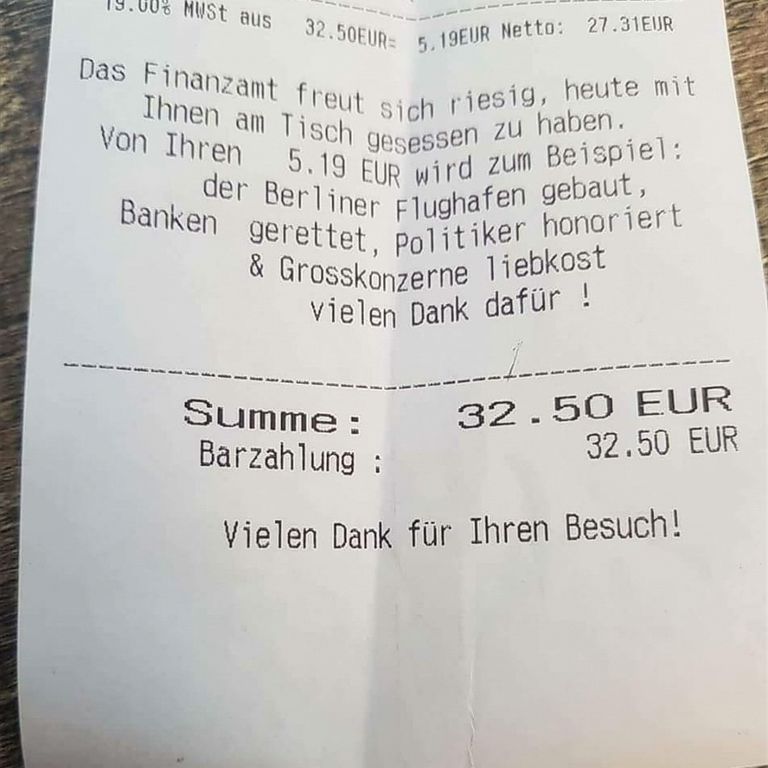 19.00% MWSt aus 32.50EUR= 5.19EUR Netto: 27.31EUR
Das Finanzamt freut sich riesig, heute mit
Ihnen am Tisch gesessen zu haben.
Von Ihren 5.19 EUR wird zum Beispiel:
der Berliner Flughafen gebaut,
Banken gerettet, Politiker honoriert
& Grosskonzerne liebkost
vielen Dank dafür !
Summe: 32.50 EUR
Barzahlung : 32.50 EUR
Vielen Dank für Ihren Besuch!